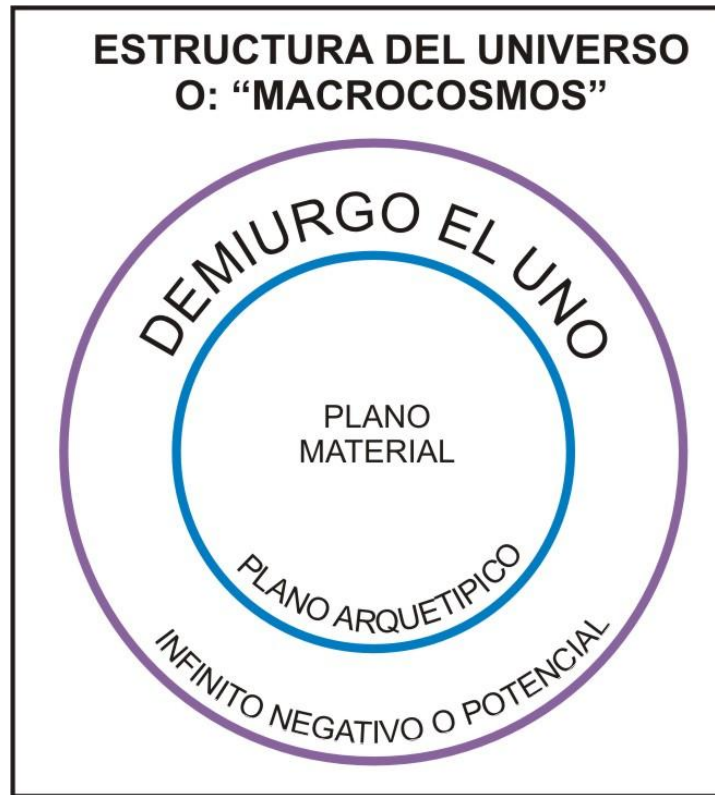 ESTRUCTURA DEL UNIVERSO
O: “MACROCOSMOS”
DEMIURGO EL UNO
PLANO
MATERIAL
PLANO ARQUETIPICO
INFINITO NEGATIVO O POTENCIAL